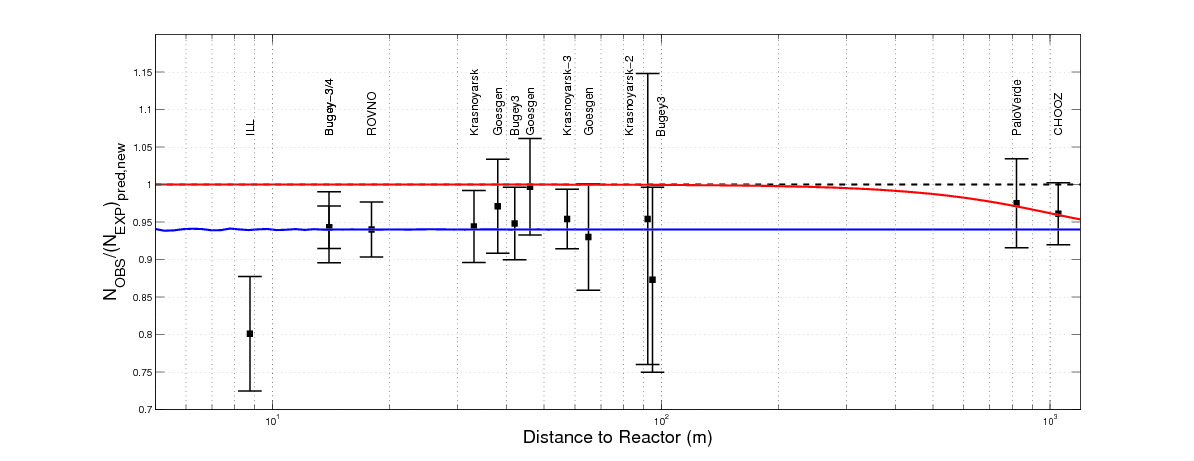 N_OBS/(N_EXP)_pred,new
1.15
1.1
1.05
1
0.95
0.9
0.85
0.8
0.75
0.7
ILL
Bugey-3/4
ROVNO
Krasnoyarsk
Goesgen
Bugey3
Goesgen
Krasnoyarsk-3
Goesgen
Krasnoyarsk-2
Bugey3
PaloVerde
CHOOZ
10^1
10^2
10^3
Distance to Reactor (m)